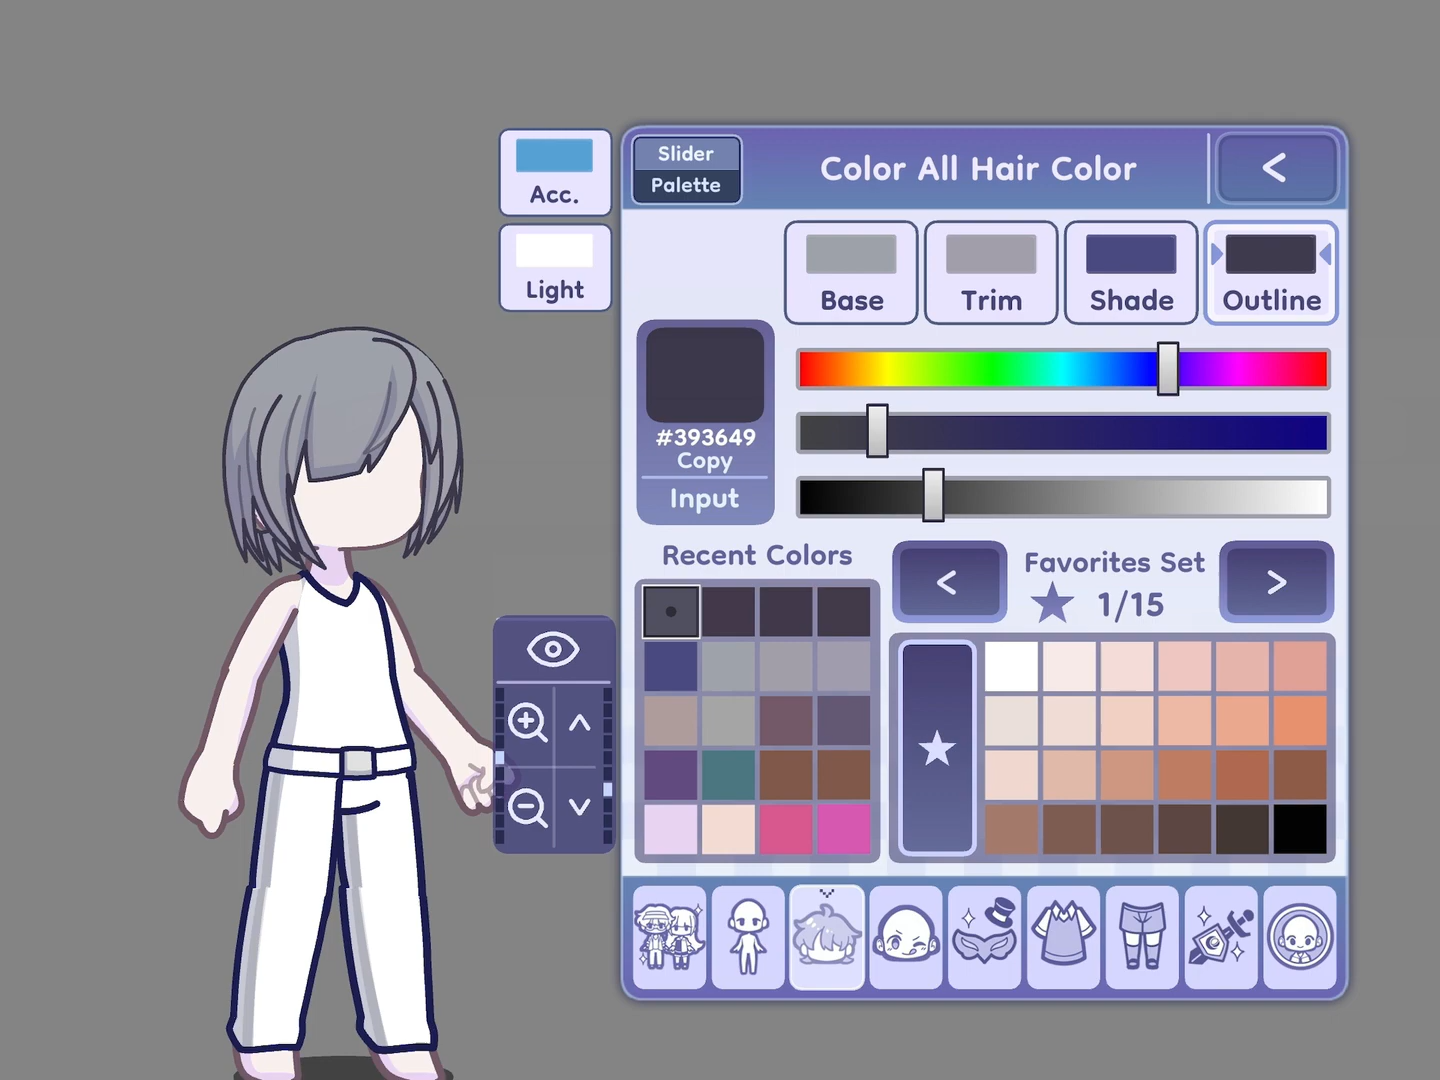 Slider
Palette
Color All Hair Color
<
Acc.
Light
Base
Trim
Shade
Outline
#393649
Copy
Input
Recent Colors
<
Favorites Set
1/15
>